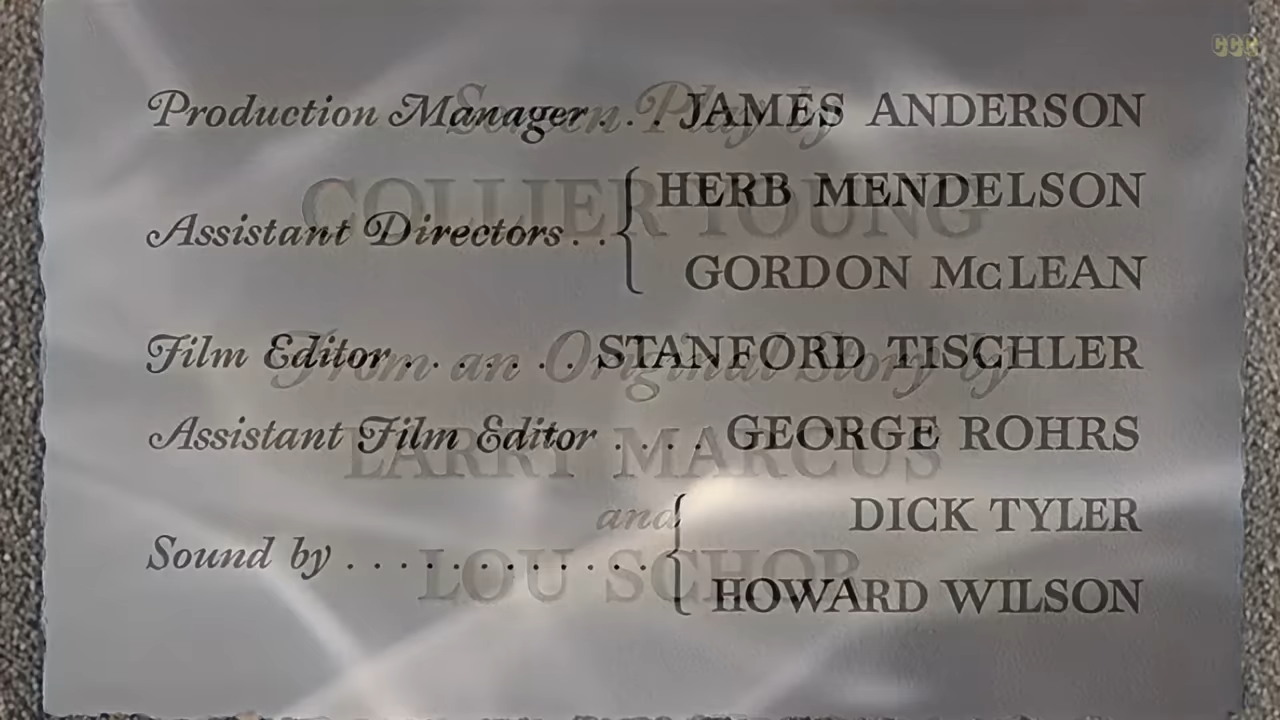 CCC
Production Manager . . . JAMES ANDERSON
Screen Play by
COLLIER YOUNG
Assistant Directors . . { HERB MENDELSON
GORDON McLEAN
From an Original Story by
Film Editor . . . . . . . STANFORD TISCHLER
Assistant Film Editor . . . . GEORGE ROHRS
LARRY MARCUS
and
LOU SCHOR
Sound by . . . . . . . . . . . . . { DICK TYLER
HOWARD WILSON